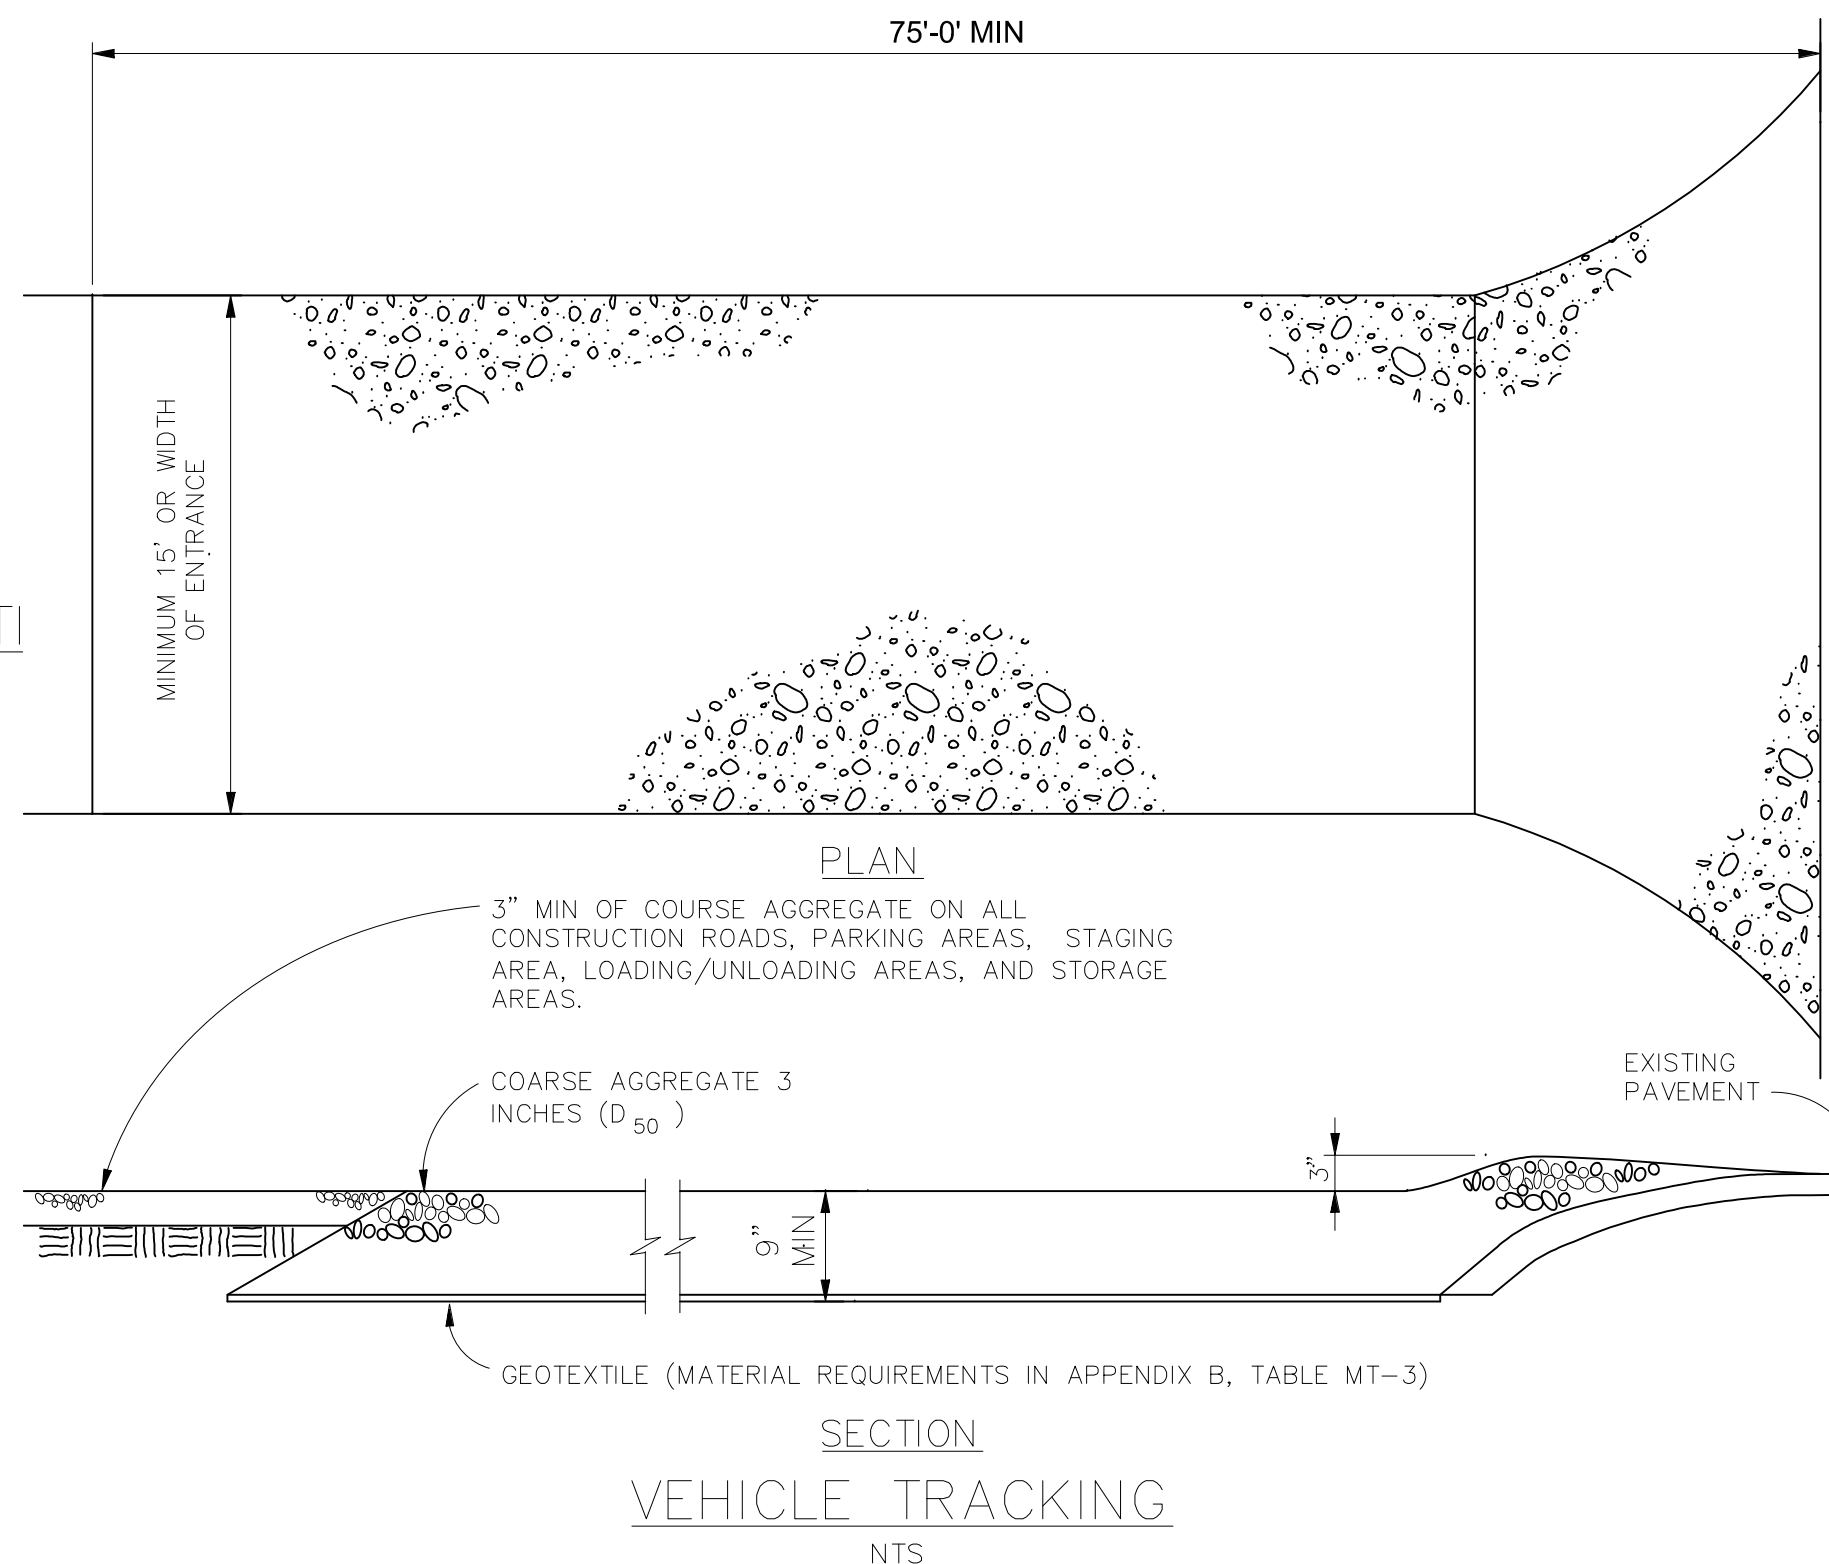 75'-0' MIN
MINIMUM 15' OR WIDTH
OF ENTRANCE
PLAN
3” MIN OF COURSE AGGREGATE ON ALL
CONSTRUCTION ROADS, PARKING AREAS, STAGING
AREA, LOADING/UNLOADING AREAS, AND STORAGE
AREAS.
COARSE AGGREGATE 3
INCHES (D50)
EXISTING
PAVEMENT
3”
9”
MIN
GEOTEXTILE (MATERIAL REQUIREMENTS IN APPENDIX B, TABLE MT-3)
SECTION
VEHICLE TRACKING
NTS